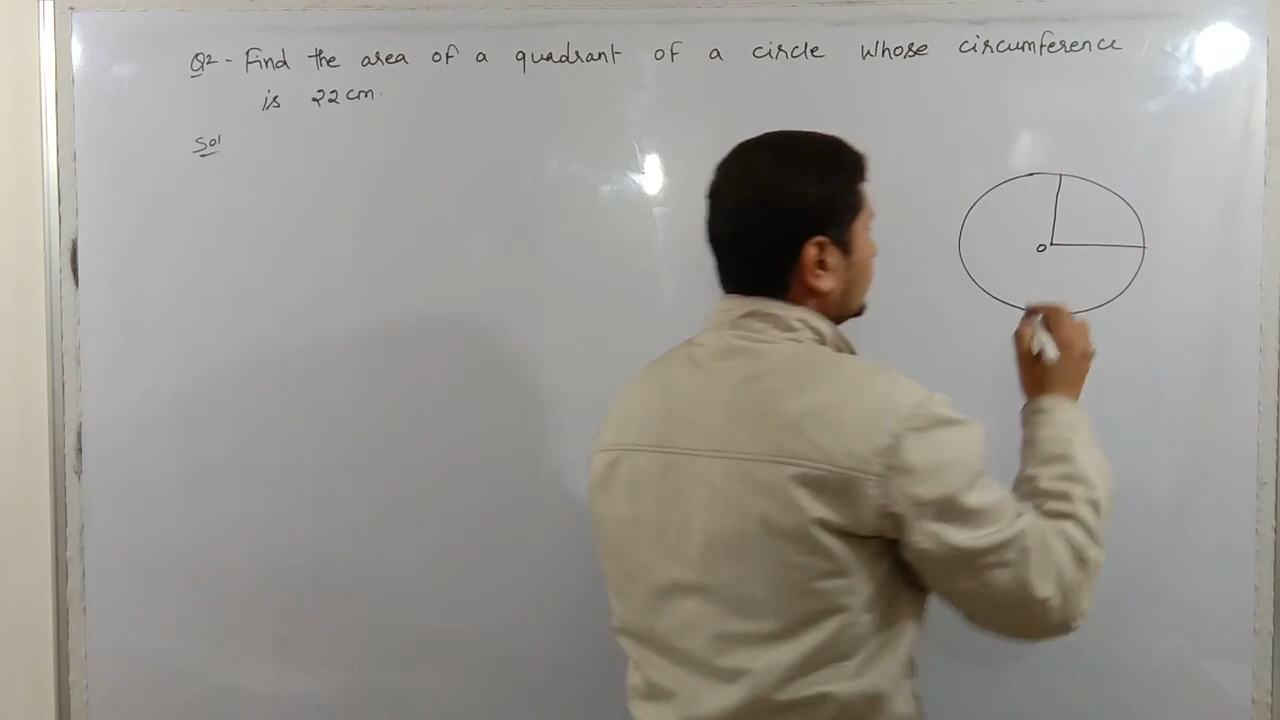 Q2 - Find the area of a quadrant of a circle whose circumference
is 22 cm.
Sol
O